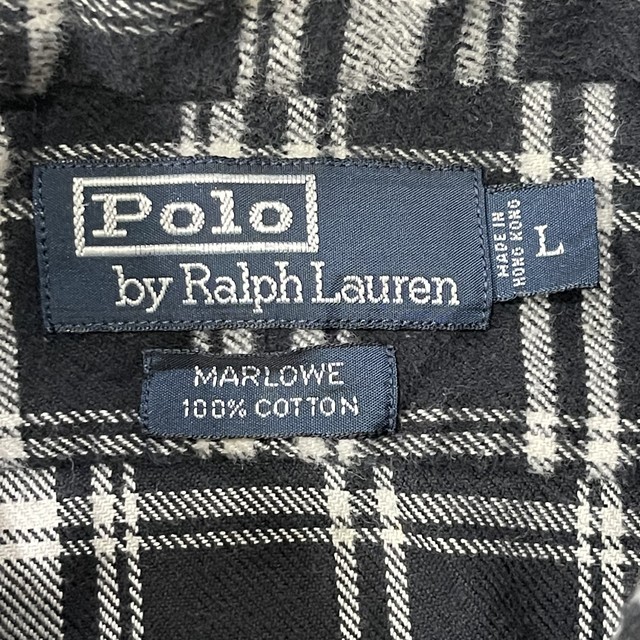 Polo
by Ralph Lauren
MADE IN
HONG KONG
L
MARLOWE
100% COTTON